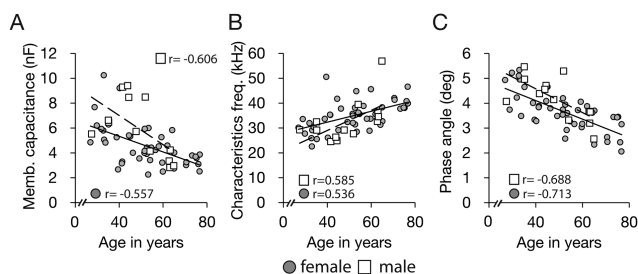 A
B
C
Memb. capacitance (nF)
12
10
8
6
4
2
0
r= -0.606
r= -0.557
0
40
60
80
Age in years
Characteristics freq. (kHz)
60
50
40
30
20
10
0
r=0.585
r=0.536
0
40
60
80
Age in years
Phase angle (deg)
6
5
4
3
2
1
0
r= -0.688
r= -0.713
0
40
60
80
Age in years
female
male